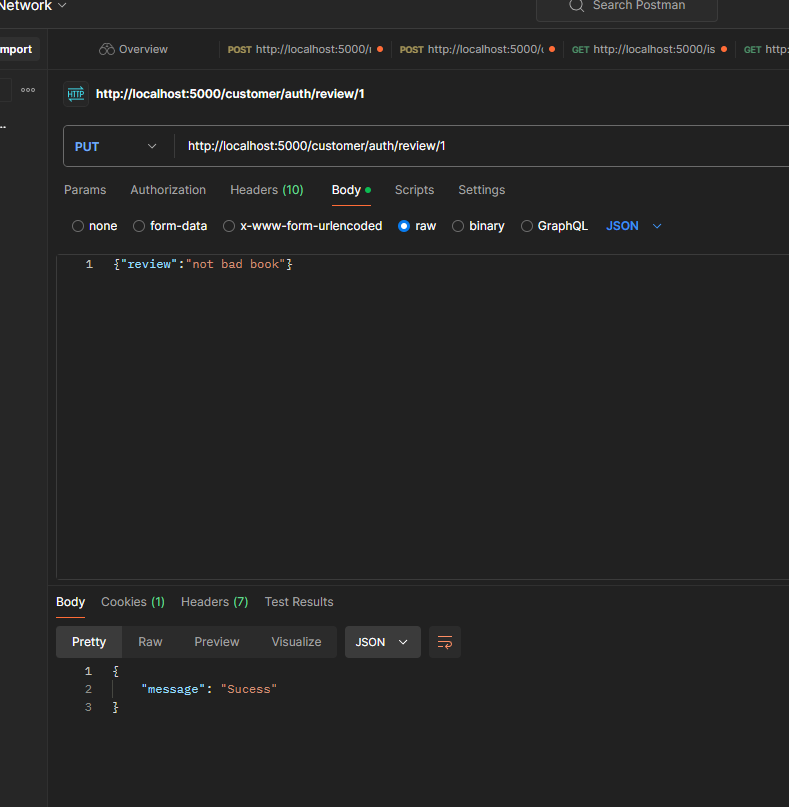 Network
Search Postman
mport
Overview
POST http://localhost:5000/r
POST http://localhost:5000/
GET http://localhost:5000/is
GET http:
HTTP http://localhost:5000/customer/auth/review/1
PUT http://localhost:5000/customer/auth/review/1
Params Authorization Headers (10) Body Scripts Settings
none form-data x-www-form-urlencoded raw binary GraphQL JSON
1 {"review":"not bad book"}
Body Cookies (1) Headers (7) Test Results
Pretty Raw Preview Visualize JSON
1 {
2 "message": "Sucess"
3 }